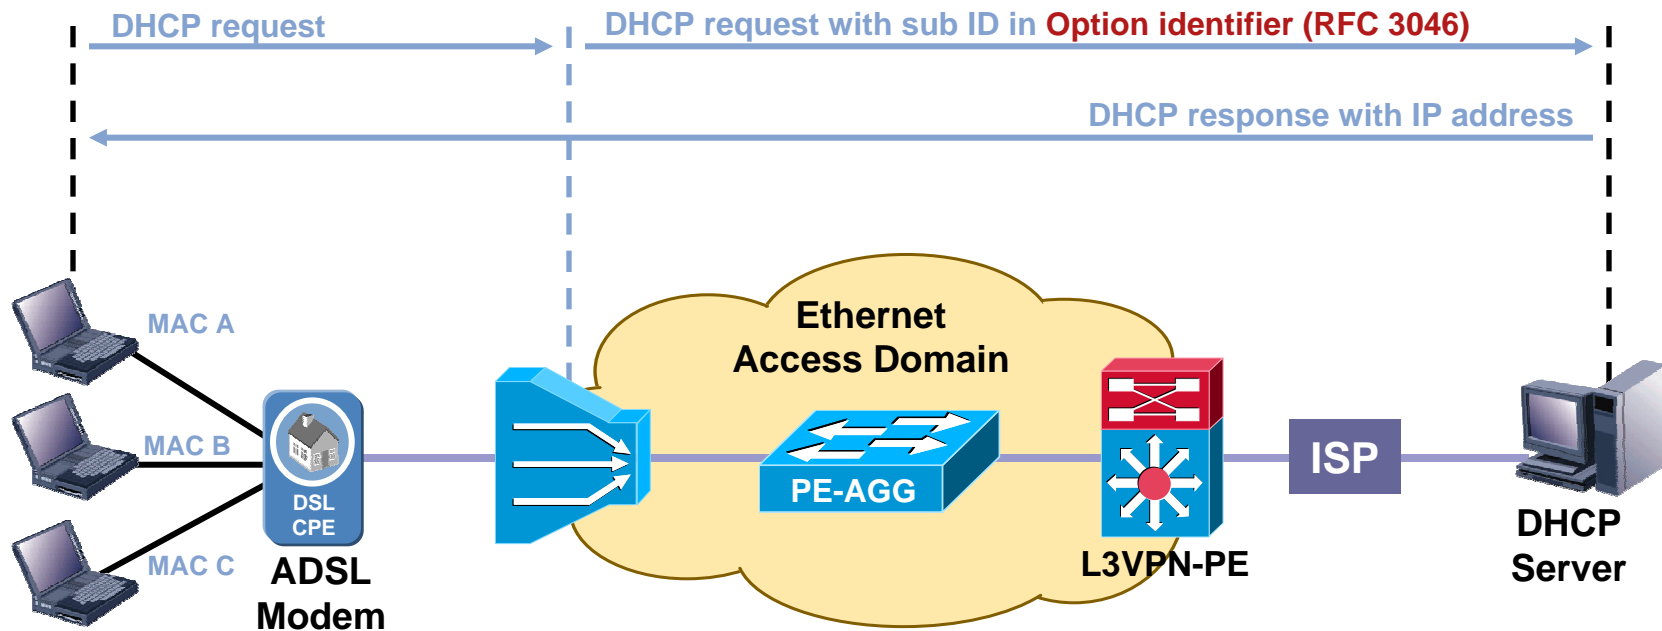 DHCP request
DHCP request with sub ID in Option identifier (RFC 3046)
DHCP response with IP address
Ethernet
Access Domain
MAC A
MAC B
MAC C
DSL
CPE
ADSL
Modem
PE-AGG
L3VPN-PE
ISP
DHCP
Server